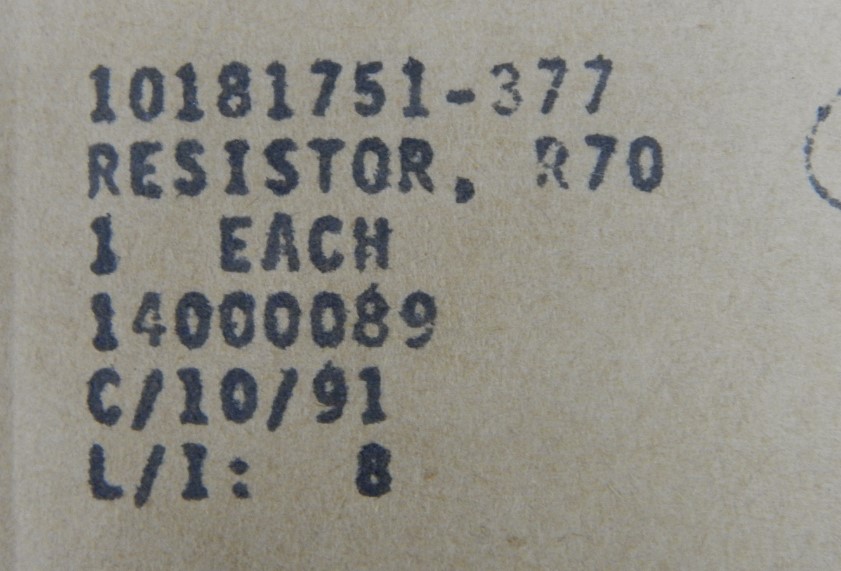 10181751-377
RESISTOR, R70
1 EACH
14000089
C/10/91
L/I: 8